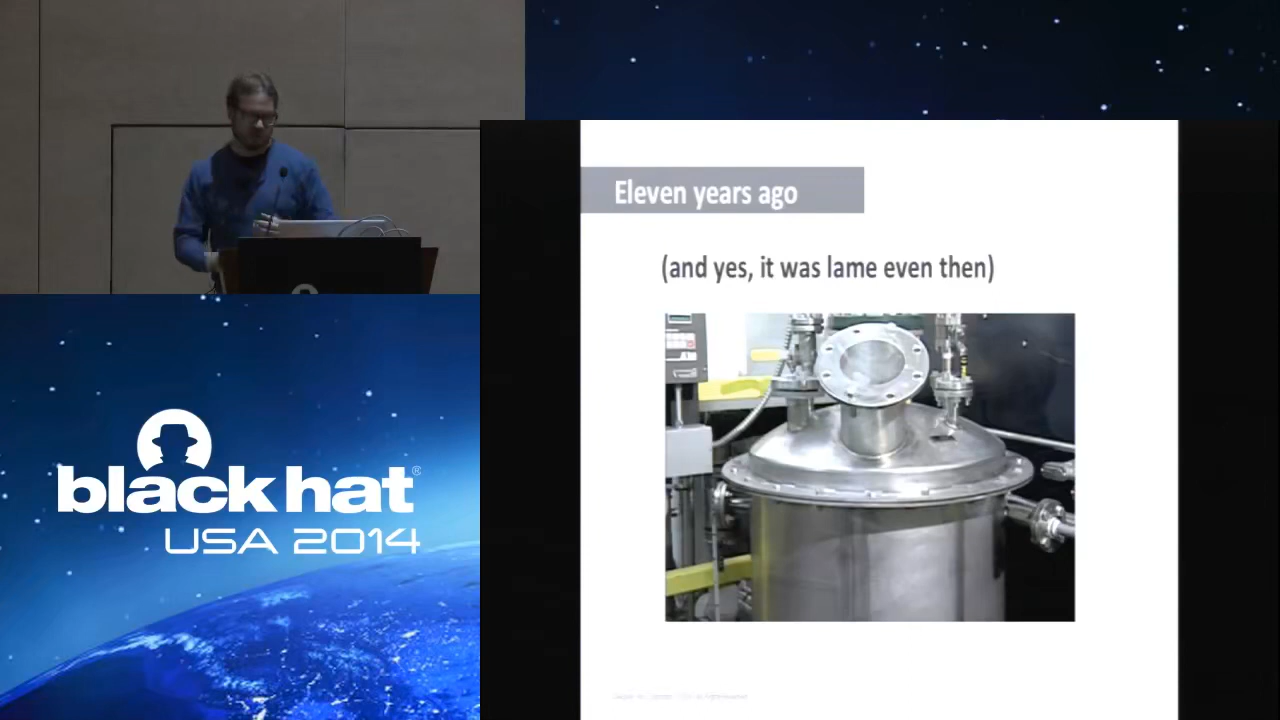 Eleven years ago
(and yes, it was lame even then)
black hat®
USA 2014